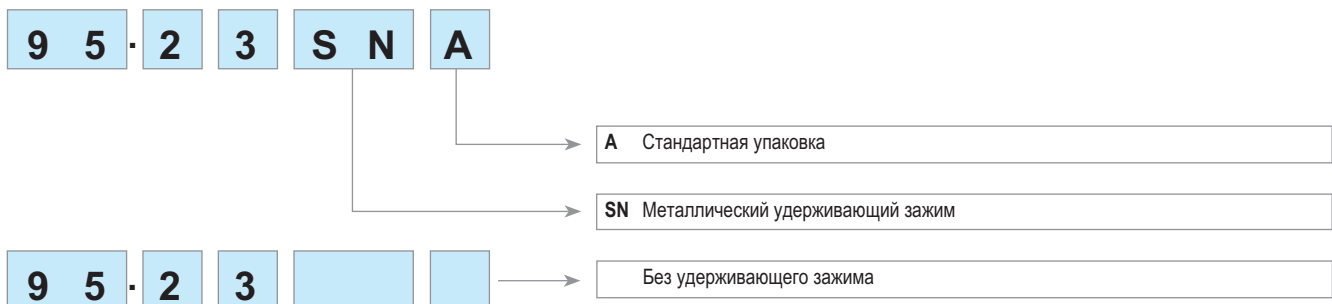 9 5 · 2 3 S N A
A Стандартная упаковка
SN Металлический удерживающий зажим
9 5 · 2 3
Без удерживающего зажима